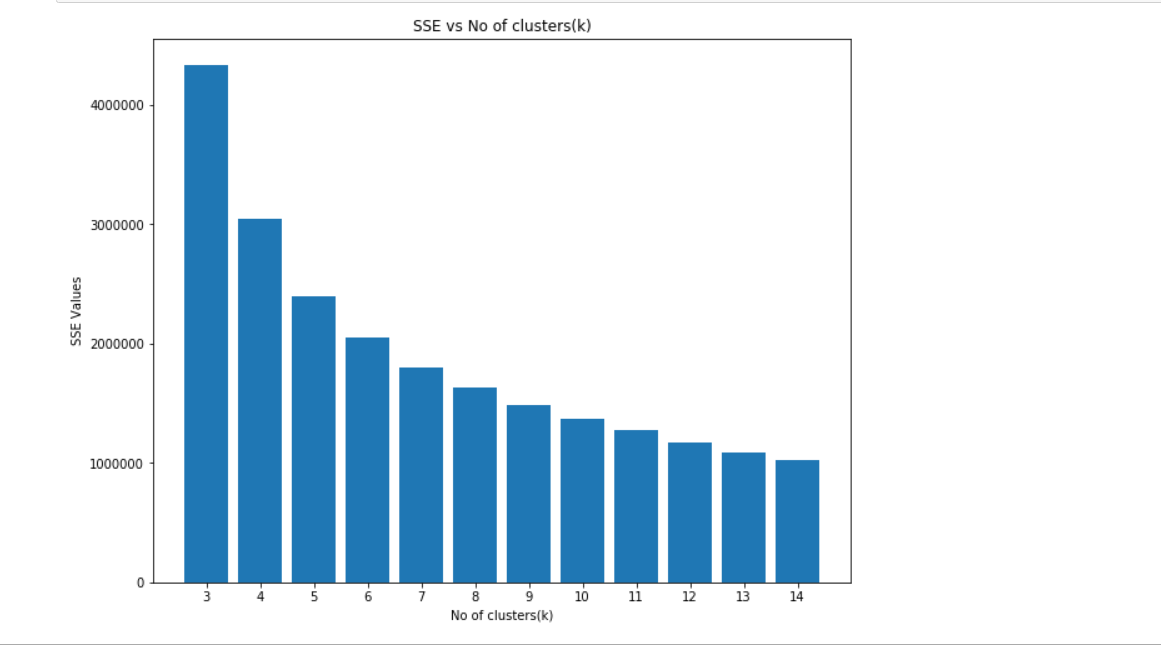 SSE vs No of clusters(k)
4000000
3000000
2000000
1000000
0
SSE Values
3 4 5 6 7 8 9 10 11 12 13 14
No of clusters(k)